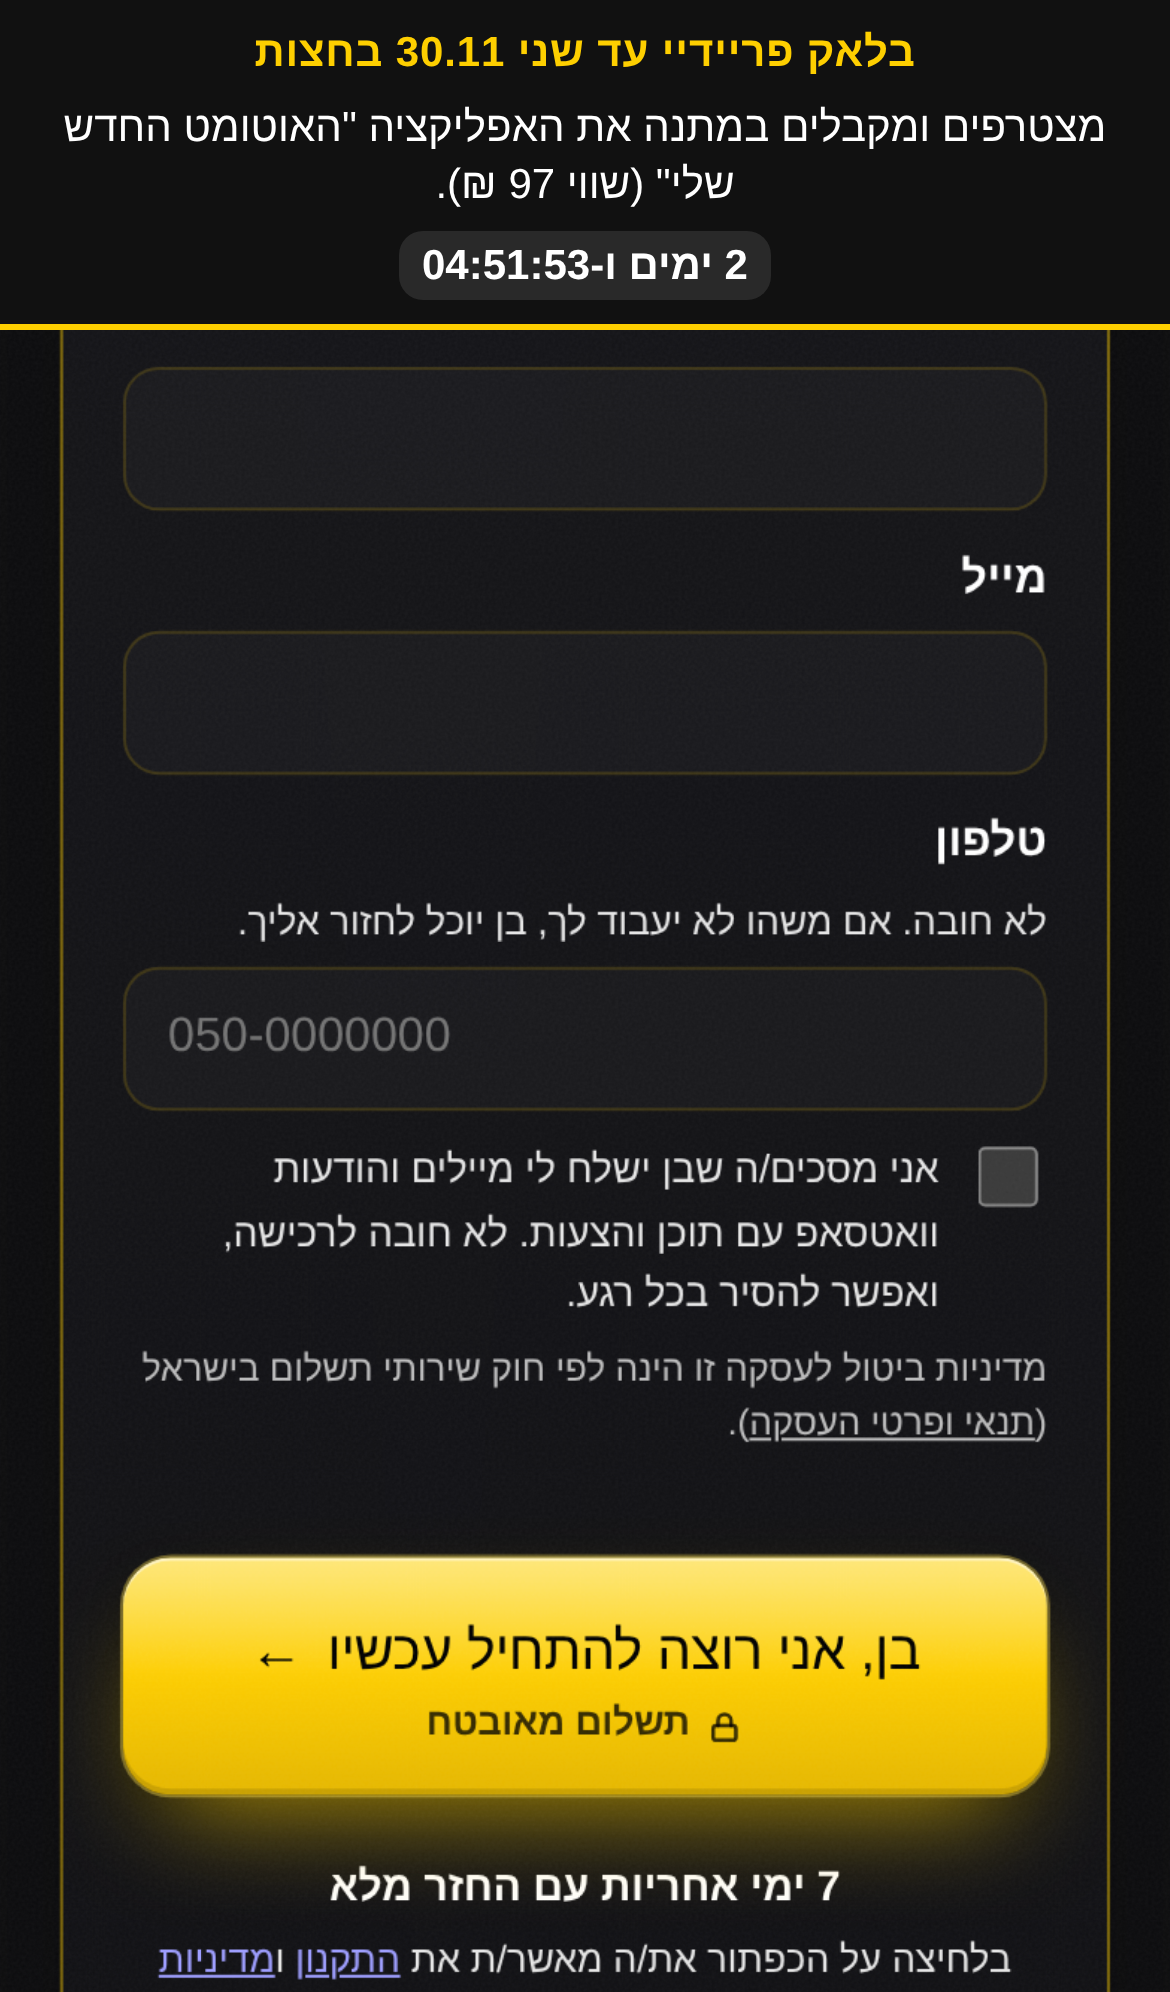 בלאק פריידיי עד שני 30.11 בחצות
מצטרפים ומקבלים במתנה את האפליקציה "האוטומט החדש
שלי" (שווי 97 ₪).
2 ימים ו-04:51:53
מייל
טלפון
לא חובה. אם משהו לא יעבוד לך, בן יוכל לחזור אליך.
050-0000000
אני מסכים/ה שבן ישלח לי מיילים והודעות
וואטסאפ עם תוכן והצעות. לא חובה לרכישה,
ואפשר להסיר בכל רגע.
מדיניות ביטול לעסקה זו הינה לפי חוק שירותי תשלום בישראל
(תנאי ופרטי העסקה).
בן, אני רוצה להתחיל עכשיו ←
תשלום מאובטח
7 ימי אחריות עם החזר מלא
בלחיצה על הכפתור את/ה מאשר/ת את התקנון ומדיניות